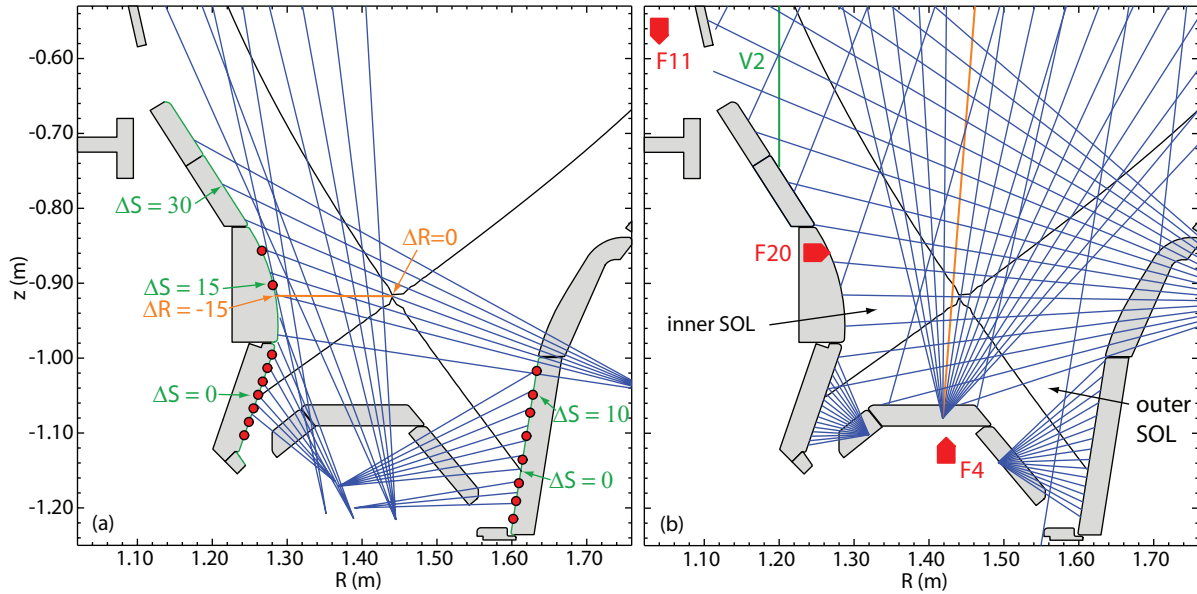 -0.60
-0.70
-0.80
-0.90
-1.00
-1.10
-1.20
z (m)
ΔS = 30
ΔR=0
ΔS = 15
ΔR = -15
ΔS = 0
ΔS = 10
ΔS = 0
(a)
1.10
1.20
1.30
1.40
1.50
1.60
1.70
R (m)
F11
V2
F20
inner SOL
outer
SOL
F4
(b)
1.10
1.20
1.30
1.40
1.50
1.60
1.70
R (m)